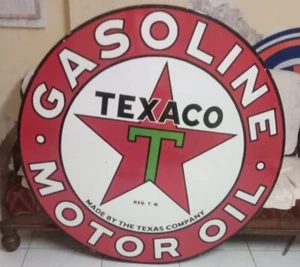 GASOLINE
TEXACO
T
REG. T. M.
MADE BY THE TEXAS COMPANY
MOTOR OIL